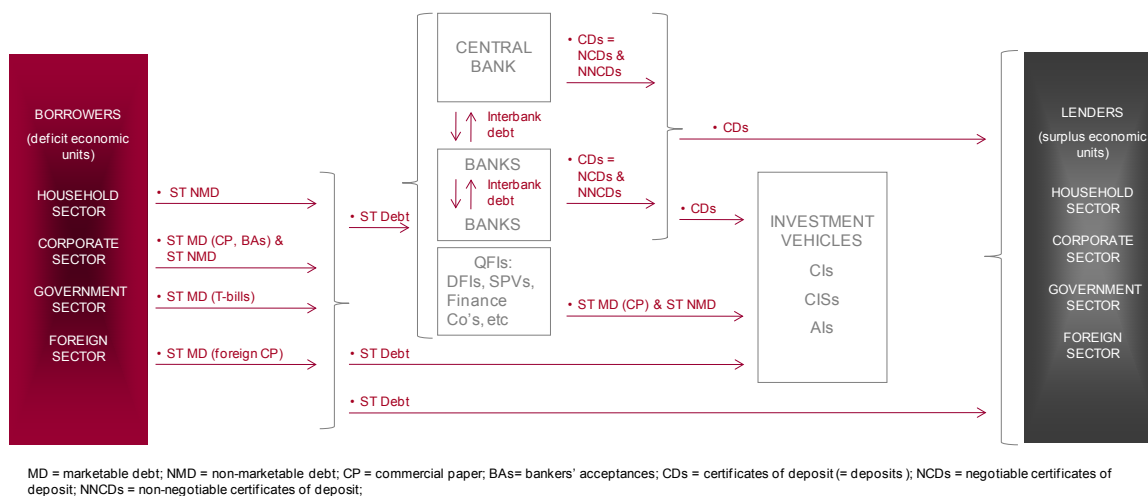 BORROWERS
(deficit economic
units)
HOUSEHOLD
SECTOR
CORPORATE
SECTOR
GOVERNMENT
SECTOR
FOREIGN
SECTOR
• ST NMD
• ST MD (CP, BAs) &
ST NMD
• ST MD (T-bills)
• ST MD (foreign CP)
• ST Debt
CENTRAL
BANK
Interbank
debt
BANKS
Interbank
debt
BANKS
QFIs:
DFIs, SPVs,
Finance
Co's, etc
• CDs =
NCDs &
NNCDs
• CDs =
NCDs &
NNCDs
• CDs
• CDs
• ST MD (CP) & ST NMD
• ST Debt
• ST Debt
INVESTMENT
VEHICLES
CIs
CISs
AIs
LENDERS
(surplus economic
units)
HOUSEHOLD
SECTOR
CORPORATE
SECTOR
GOVERNMENT
SECTOR
FOREIGN
SECTOR
MD = marketable debt; NMD = non-marketable debt; CP = commercial paper; BAs= bankers' acceptances; CDs = certificates of deposit (= deposits ); NCDs = negotiable certificates of
deposit; NNCDs = non-negotiable certificates of deposit;